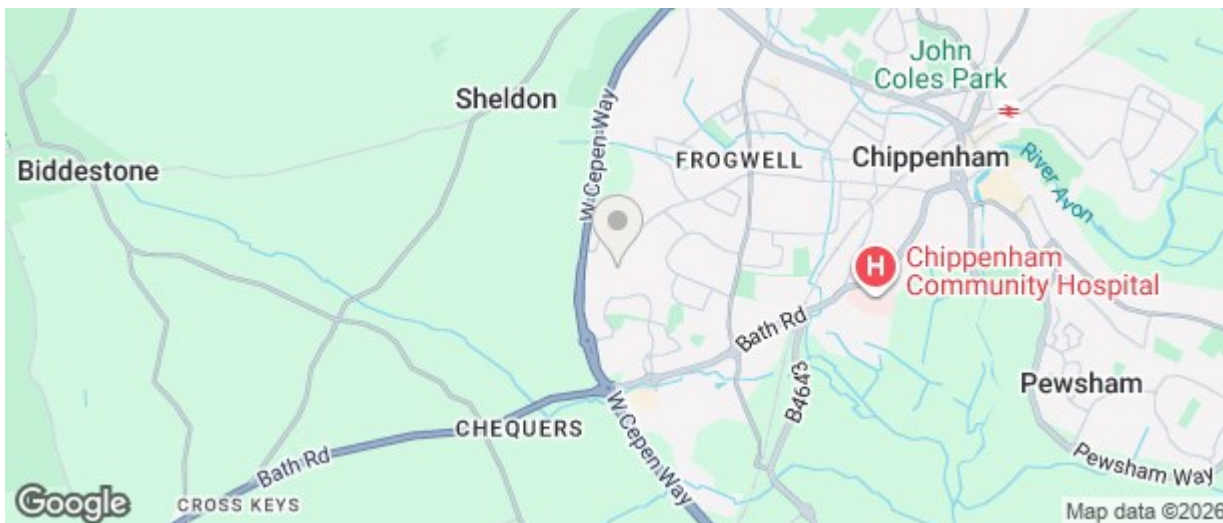 John
Coles Park
Sheldon
W Cepen Way
FROGWELL
Chippenham
Biddestone
River Avon
H
Chippenham
Community Hospital
Bath Rd
B4643
Pewsham
W Cepen Way
CHEQUERS
Bath Rd
Pewsham Way
CROSS KEYS
Google
Map data ©2026